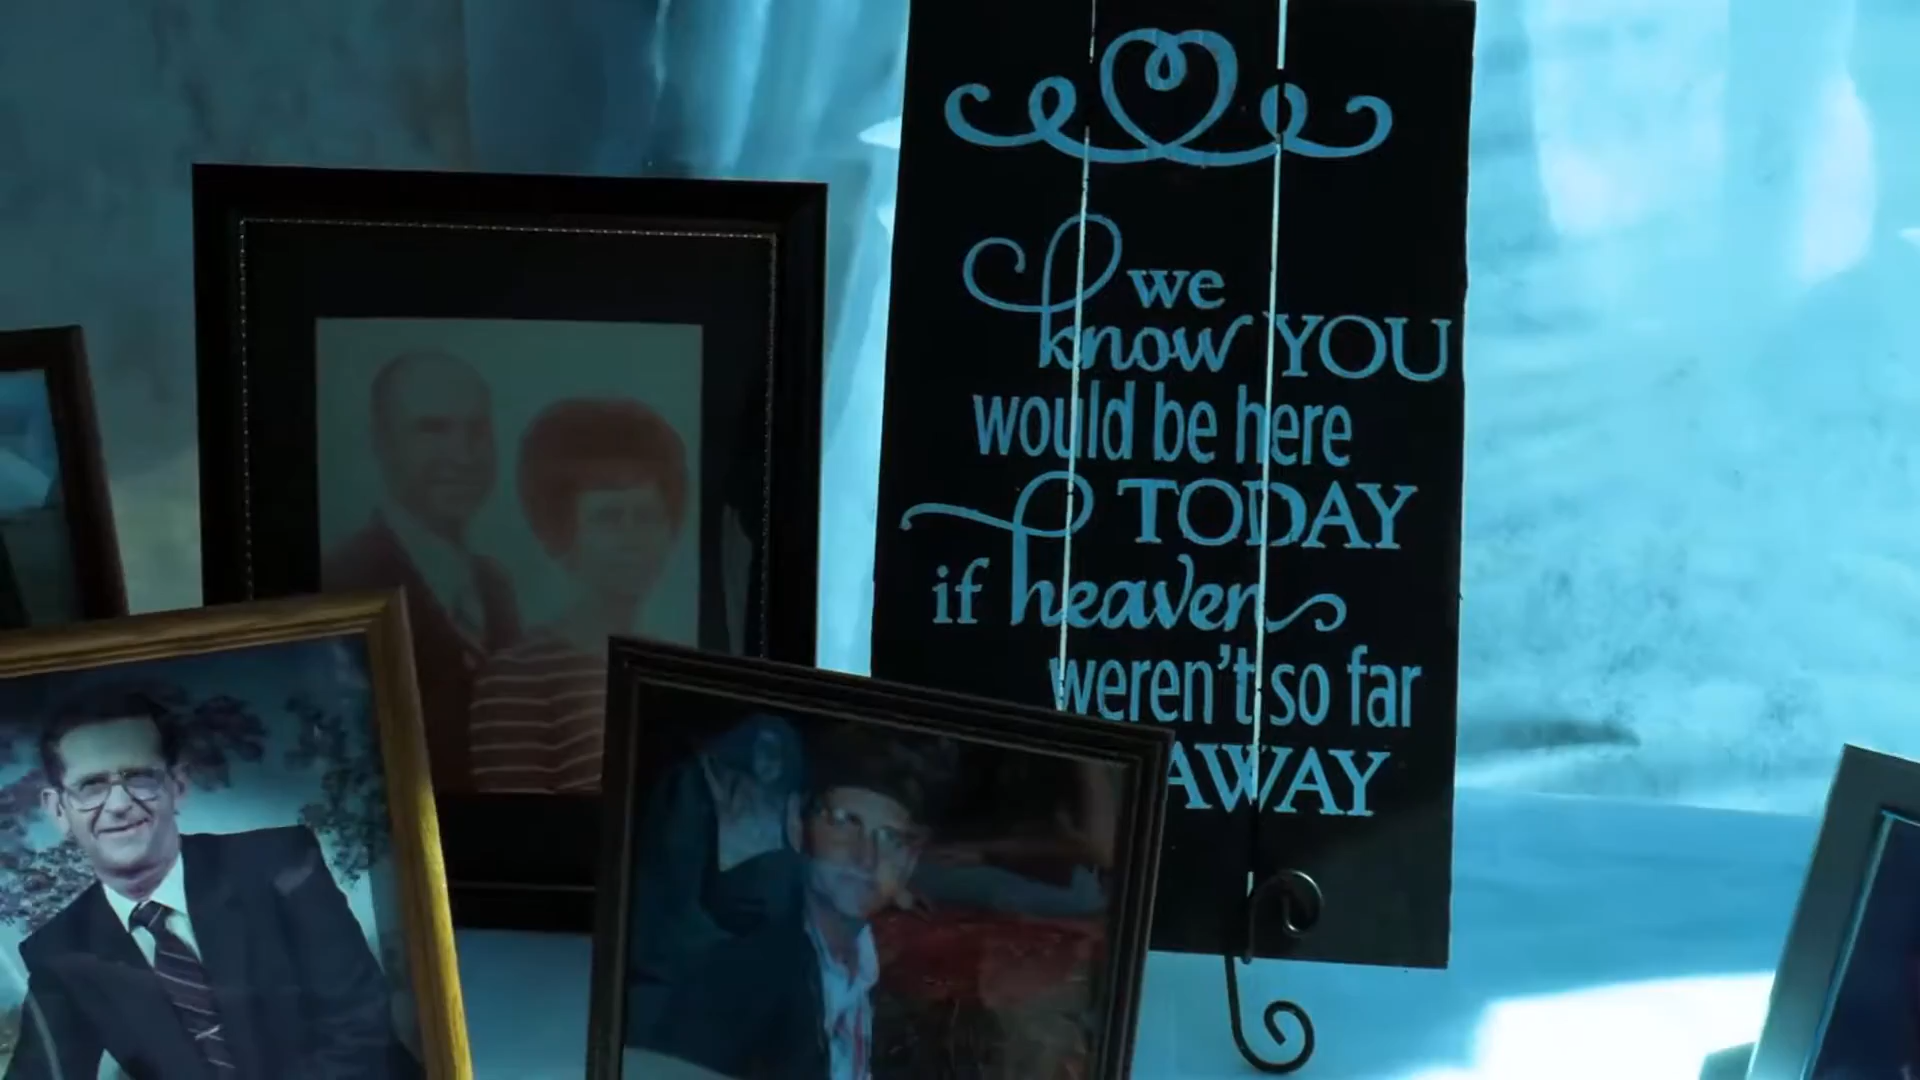 we
know YOU
would be here
TODAY
if heaven
weren't so far
AWAY